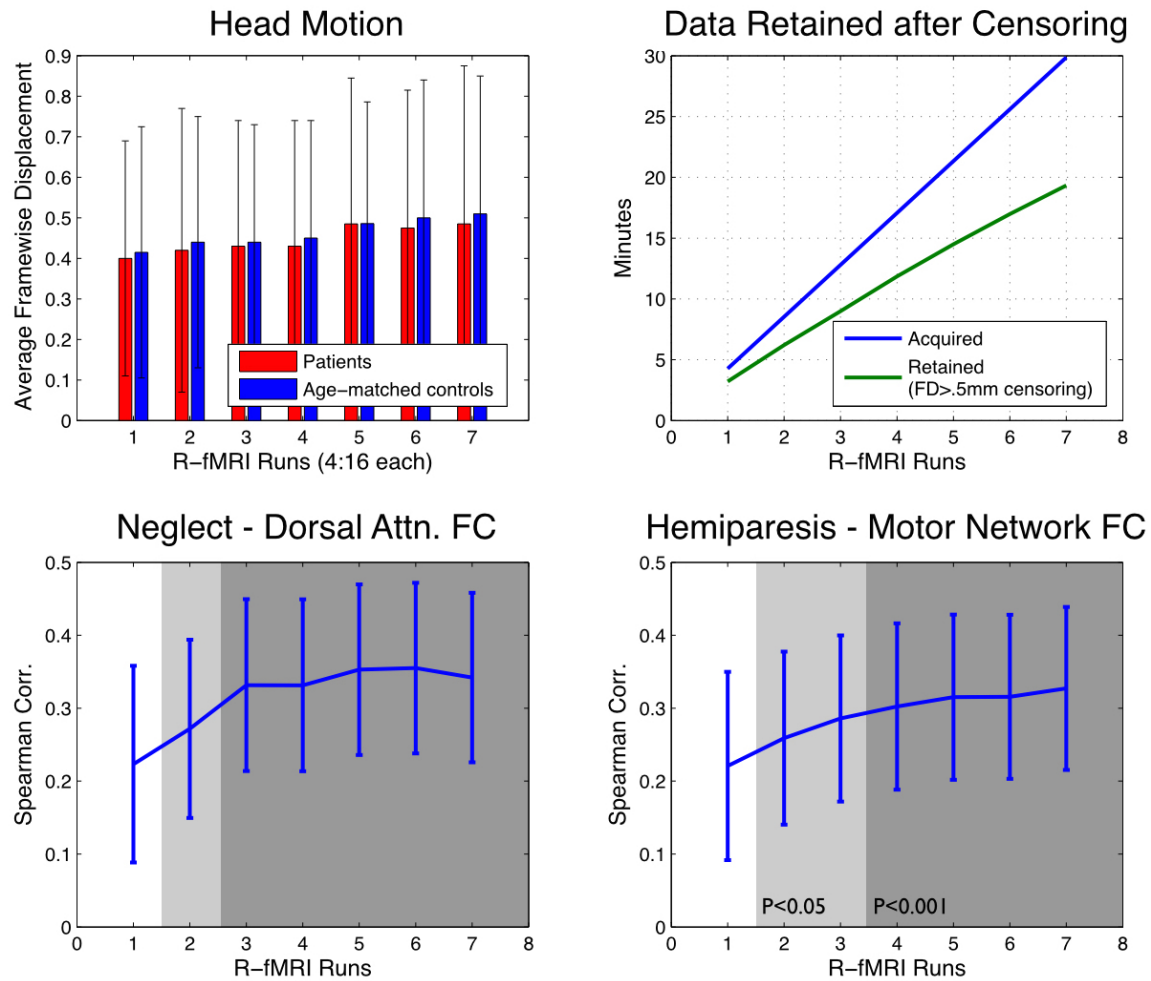 Head Motion
0.9
0.8
0.7
0.6
0.5
0.4
0.3
0.2
0.1
0
Average Framewise Displacement
Patients
Age-matched controls
1 2 3 4 5 6 7
R-fMRI Runs (4:16 each)
Data Retained after Censoring
30
25
20
15
10
5
0
Minutes
Acquired
Retained
(FD>.5mm censoring)
0 1 2 3 4 5 6 7 8
R-fMRI Runs
Neglect - Dorsal Attn. FC
0.5
0.4
0.3
0.2
0.1
0
Spearman Corr.
0 1 2 3 4 5 6 7 8
R-fMRI Runs
Hemiparesis - Motor Network FC
0.5
0.4
0.3
0.2
0.1
0
Spearman Corr.
P<0.05 P<0.001
0 1 2 3 4 5 6 7 8
R-fMRI Runs